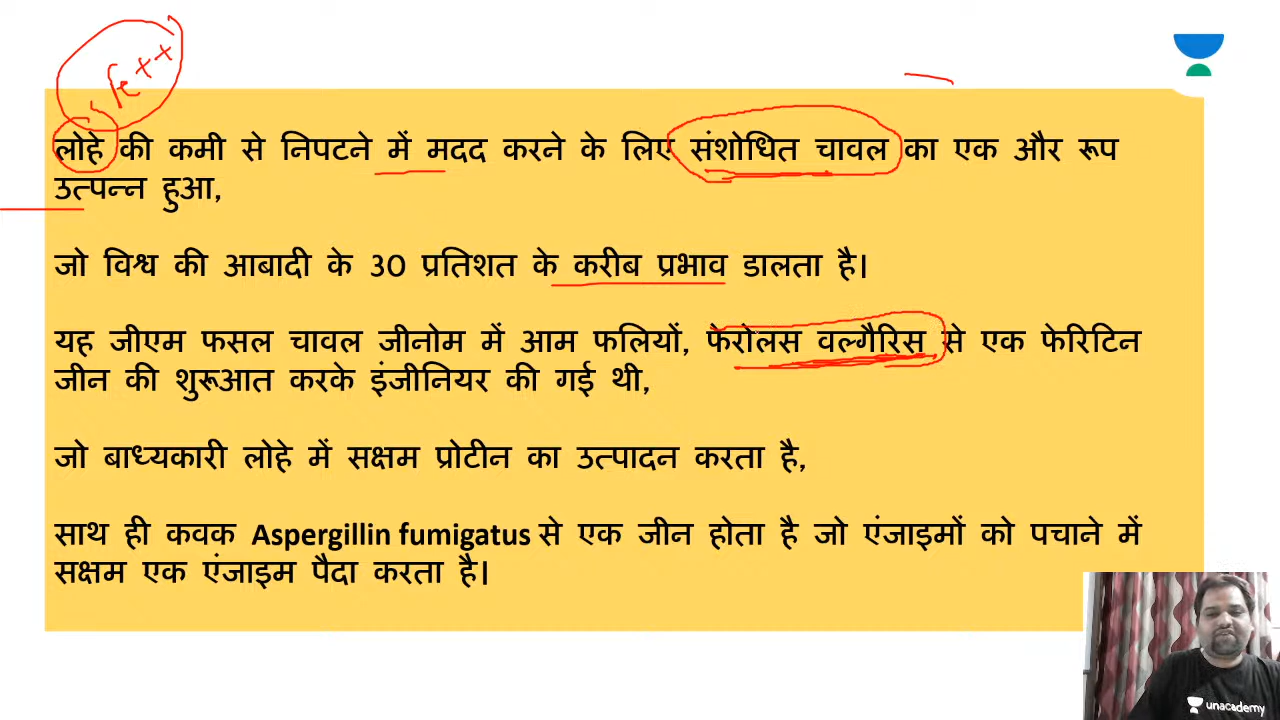 Fe++
लोहे की कमी से निपटने में मदद करने के लिए संशोधित चावल का एक और रूप
उत्पन्न हुआ,
जो विश्व की आबादी के 30 प्रतिशत के करीब प्रभाव डालता है।
यह जीएम फसल चावल जीनोम में आम फलियों, फेरोलस वल्गैरिस से एक फेरिटिन
जीन की शुरूआत करके इंजीनियर की गई थी,
जो बाध्यकारी लोहे में सक्षम प्रोटीन का उत्पादन करता है,
साथ ही कवक Aspergillin fumigatus से एक जीन होता है जो एंजाइमों को पचाने में
सक्षम एक एंजाइम पैदा करता है।
unacademy